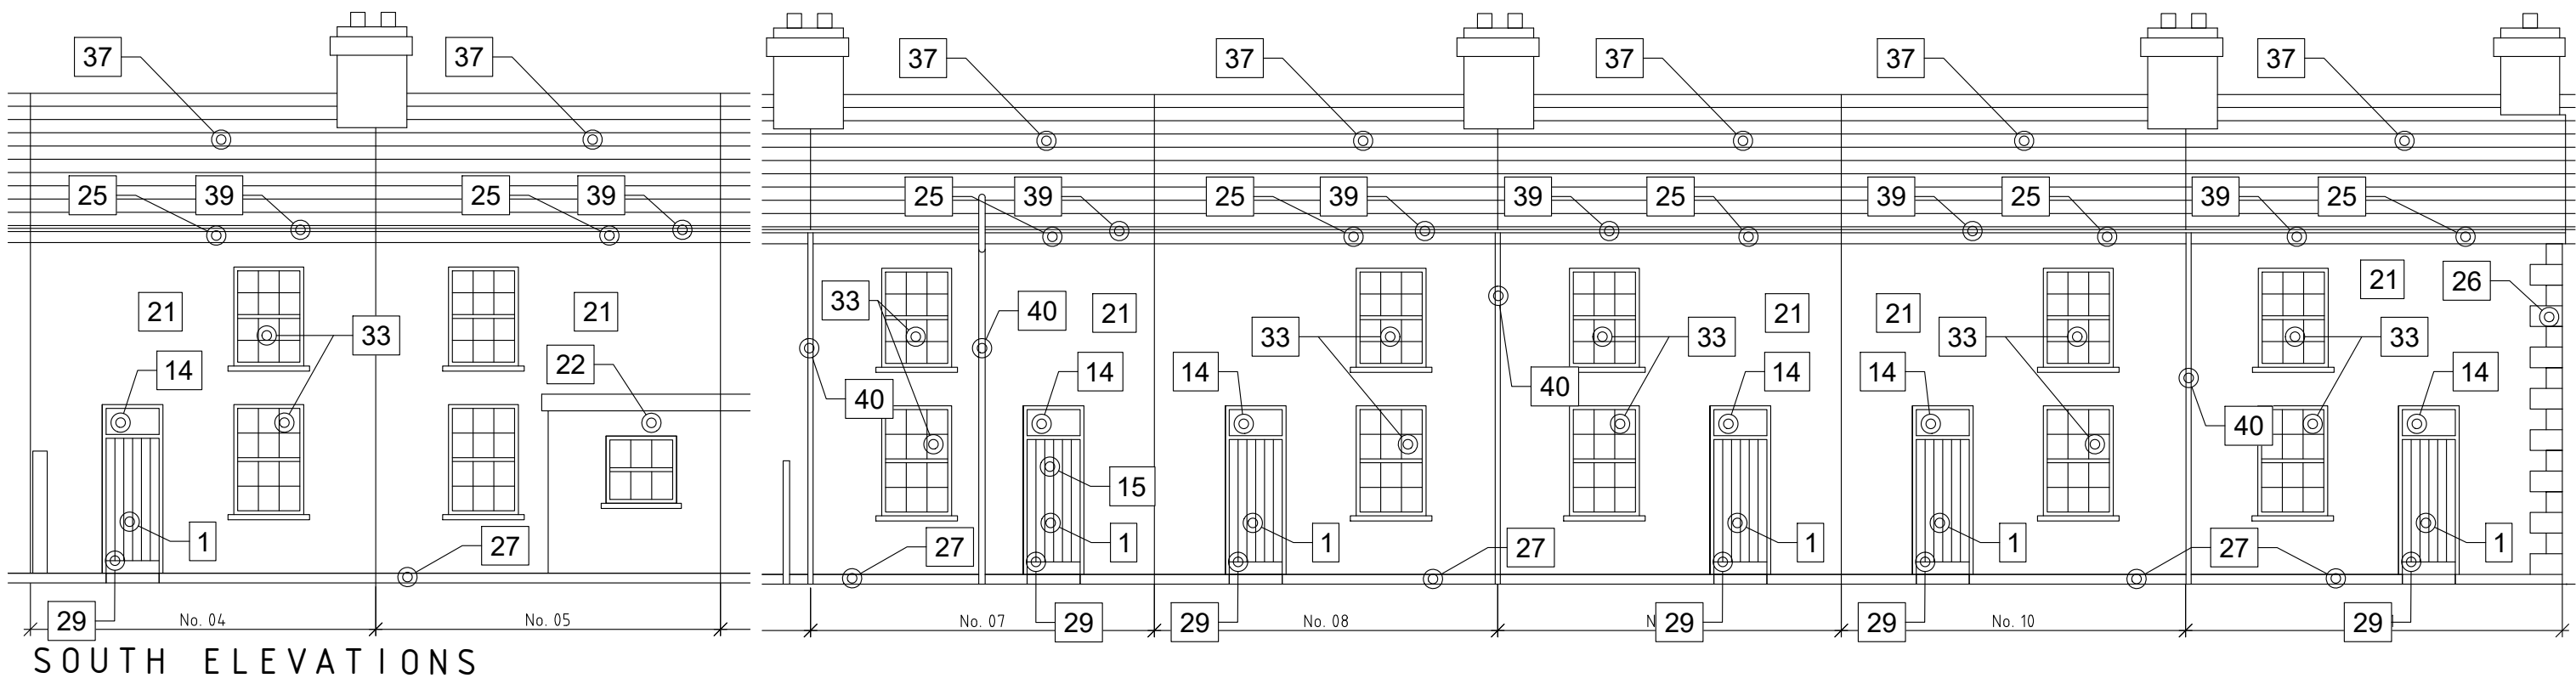 37 37 37 37 37 37 37
25 39 25 39 25 39 25 39 39 25 39 25 39 25
21 33 21 33 40 21 33 40 33 21 21 33 33 21 26
14 22 40 14 14 14 14 40 14
1 27 27 15 1 1 27 1 1 27 1
29 29 29 29 29 29
No. 04 No. 05 No. 07 No. 08 No. 10
SOUTH ELEVATIONS